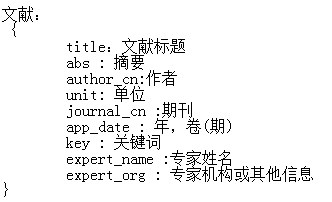 文献：
{
title：文献标题
abs : 摘要
author_cn:作者
unit: 单位
journal_cn :期刊
app_date : 年, 卷(期)
key : 关键词
expert_name :专家姓名
expert_org : 专家机构或其他信息
}